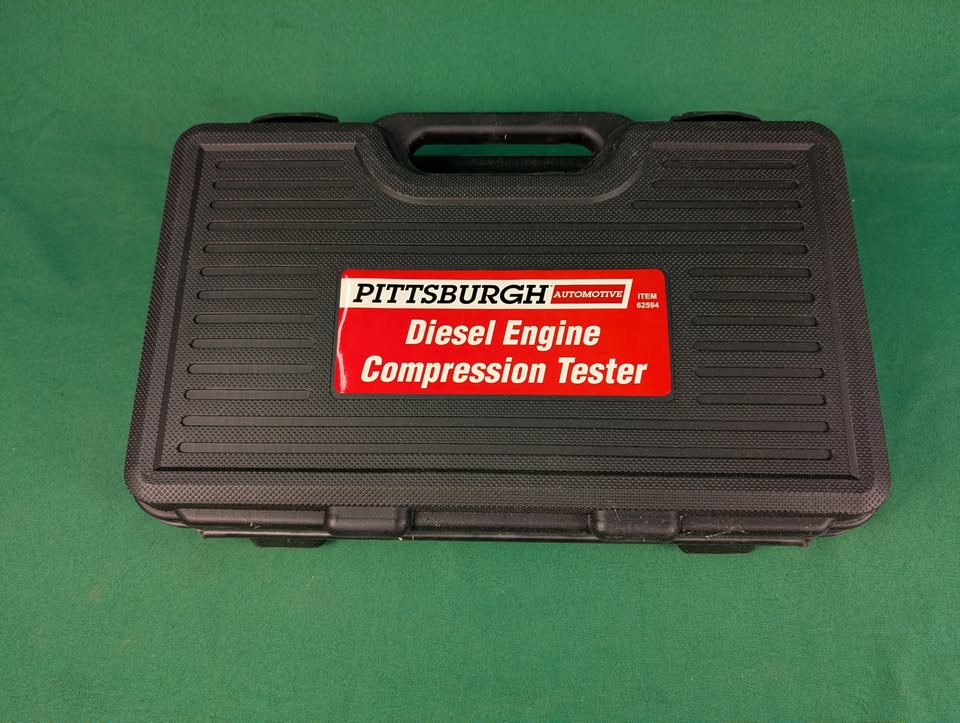 PITTSBURGH AUTOMOTIVE ITEM
62594
Diesel Engine
Compression Tester